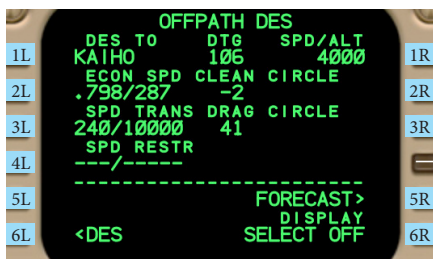 OFFPATH DES
DES TO DTG SPD/ALT
1L KAIHO 106 4000 1R
ECON SPD CLEAN CIRCLE
2L .798/287 -2 2R
SPD TRANS DRAG CIRCLE
3L 240/10000 41 3R
SPD RESTR
4L ---/-----
--------------------------
5L FORECAST> 5R
DISPLAY
6L <DES SELECT OFF 6R